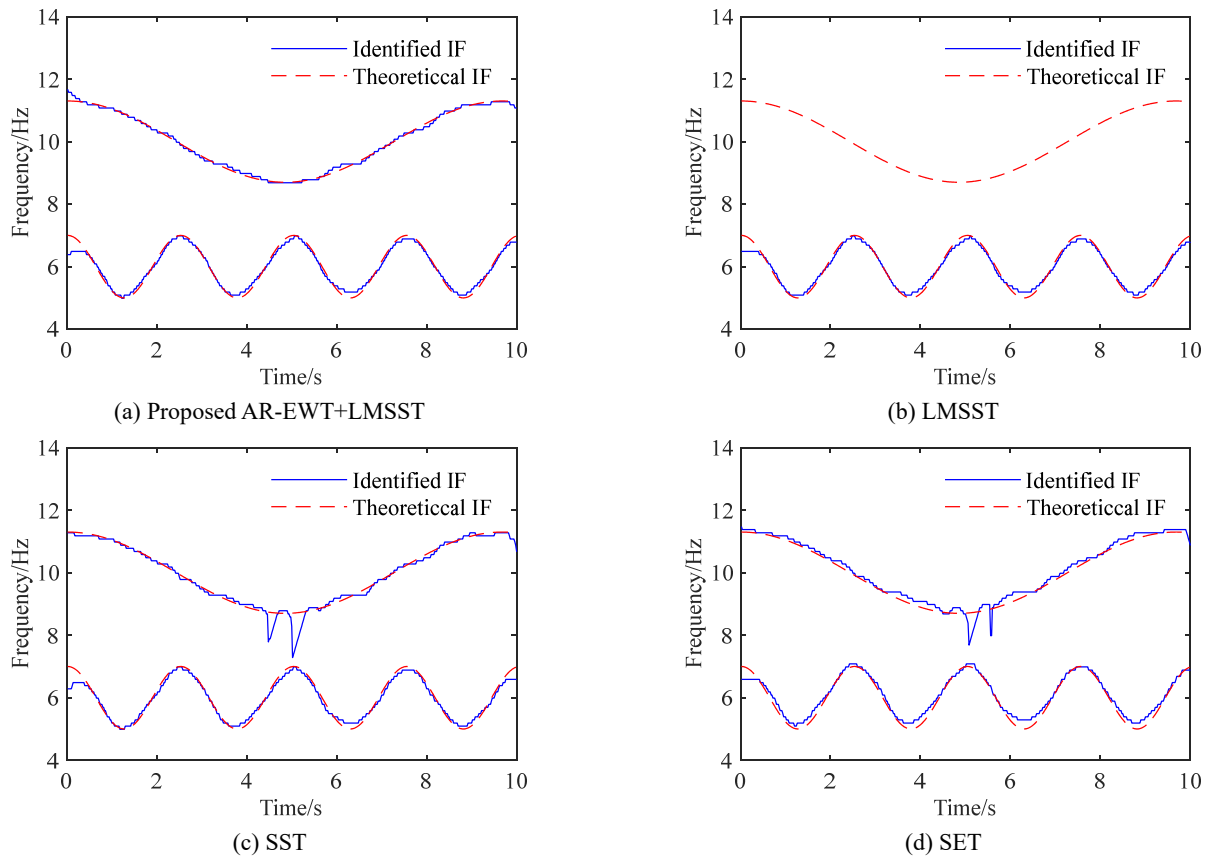 14
12
10
8
6
4
Frequency/Hz
Identified IF
Theoreticcal IF
0 2 4 6 8 10
Time/s
(a) Proposed AR-EWT+LMSST
14
12
10
8
6
4
Frequency/Hz
Identified IF
Theoreticcal IF
0 2 4 6 8 10
Time/s
(b) LMSST
14
12
10
8
6
4
Frequency/Hz
Identified IF
Theoreticcal IF
0 2 4 6 8 10
Time/s
(c) SST
14
12
10
8
6
4
Frequency/Hz
Identified IF
Theoreticcal IF
0 2 4 6 8 10
Time/s
(d) SET